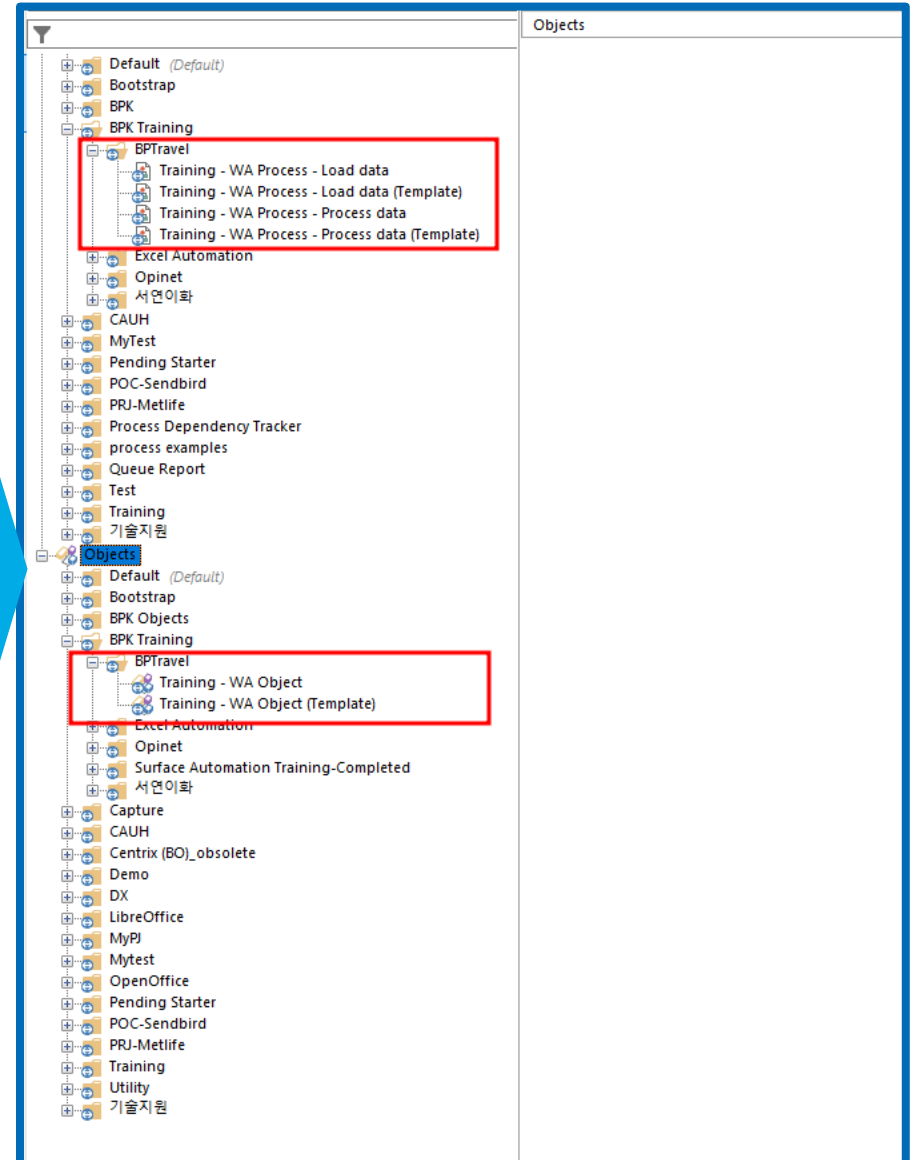 Objects
Default (Default)
Bootstrap
BPK
BPK Training
BPTravel
Training - WA Process - Load data
Training - WA Process - Load data (Template)
Training - WA Process - Process data
Training - WA Process - Process data (Template)
Excel Automation
Opinet
서연이화
CAUH
MyTest
Pending Starter
POC-Sendbird
PRJ-Metlife
Process Dependency Tracker
process examples
Queue Report
Test
Training
기술지원
Objects
Default (Default)
Bootstrap
BPK Objects
BPK Training
BPTravel
Training - WA Object
Training - WA Object (Template)
Excel Automation
Opinet
Surface Automation Training-Completed
서연이화
Capture
CAUH
Centrix (BO)_obsolete
Demo
DX
LibreOffice
MyPJ
Mytest
OpenOffice
Pending Starter
POC-Sendbird
PRJ-Metlife
Training
Utility
기술지원